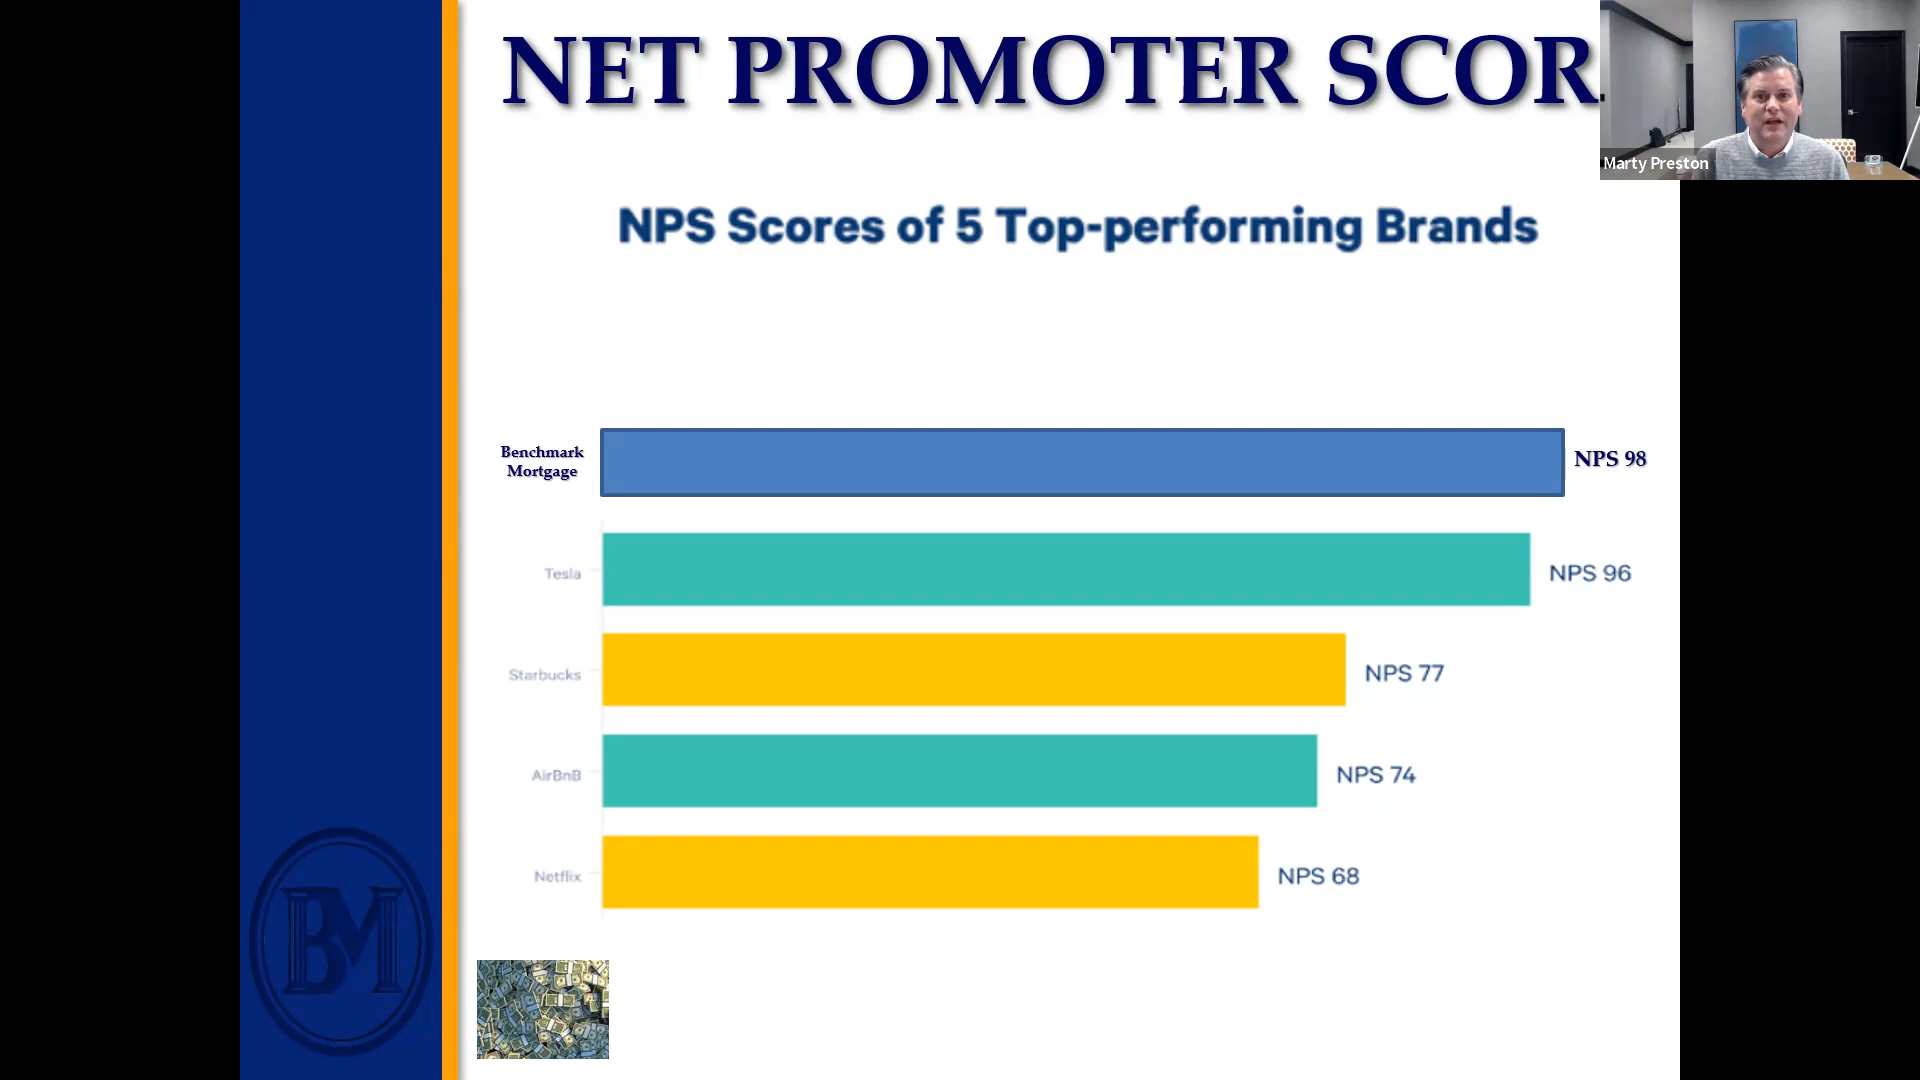 NET PROMOTER SCOR
Marty Preston
NPS Scores of 5 Top-performing Brands
Benchmark
Mortgage
NPS 98
Tesla
NPS 96
Starbucks
NPS 77
AirBnB
NPS 74
Netflix
NPS 68
BM